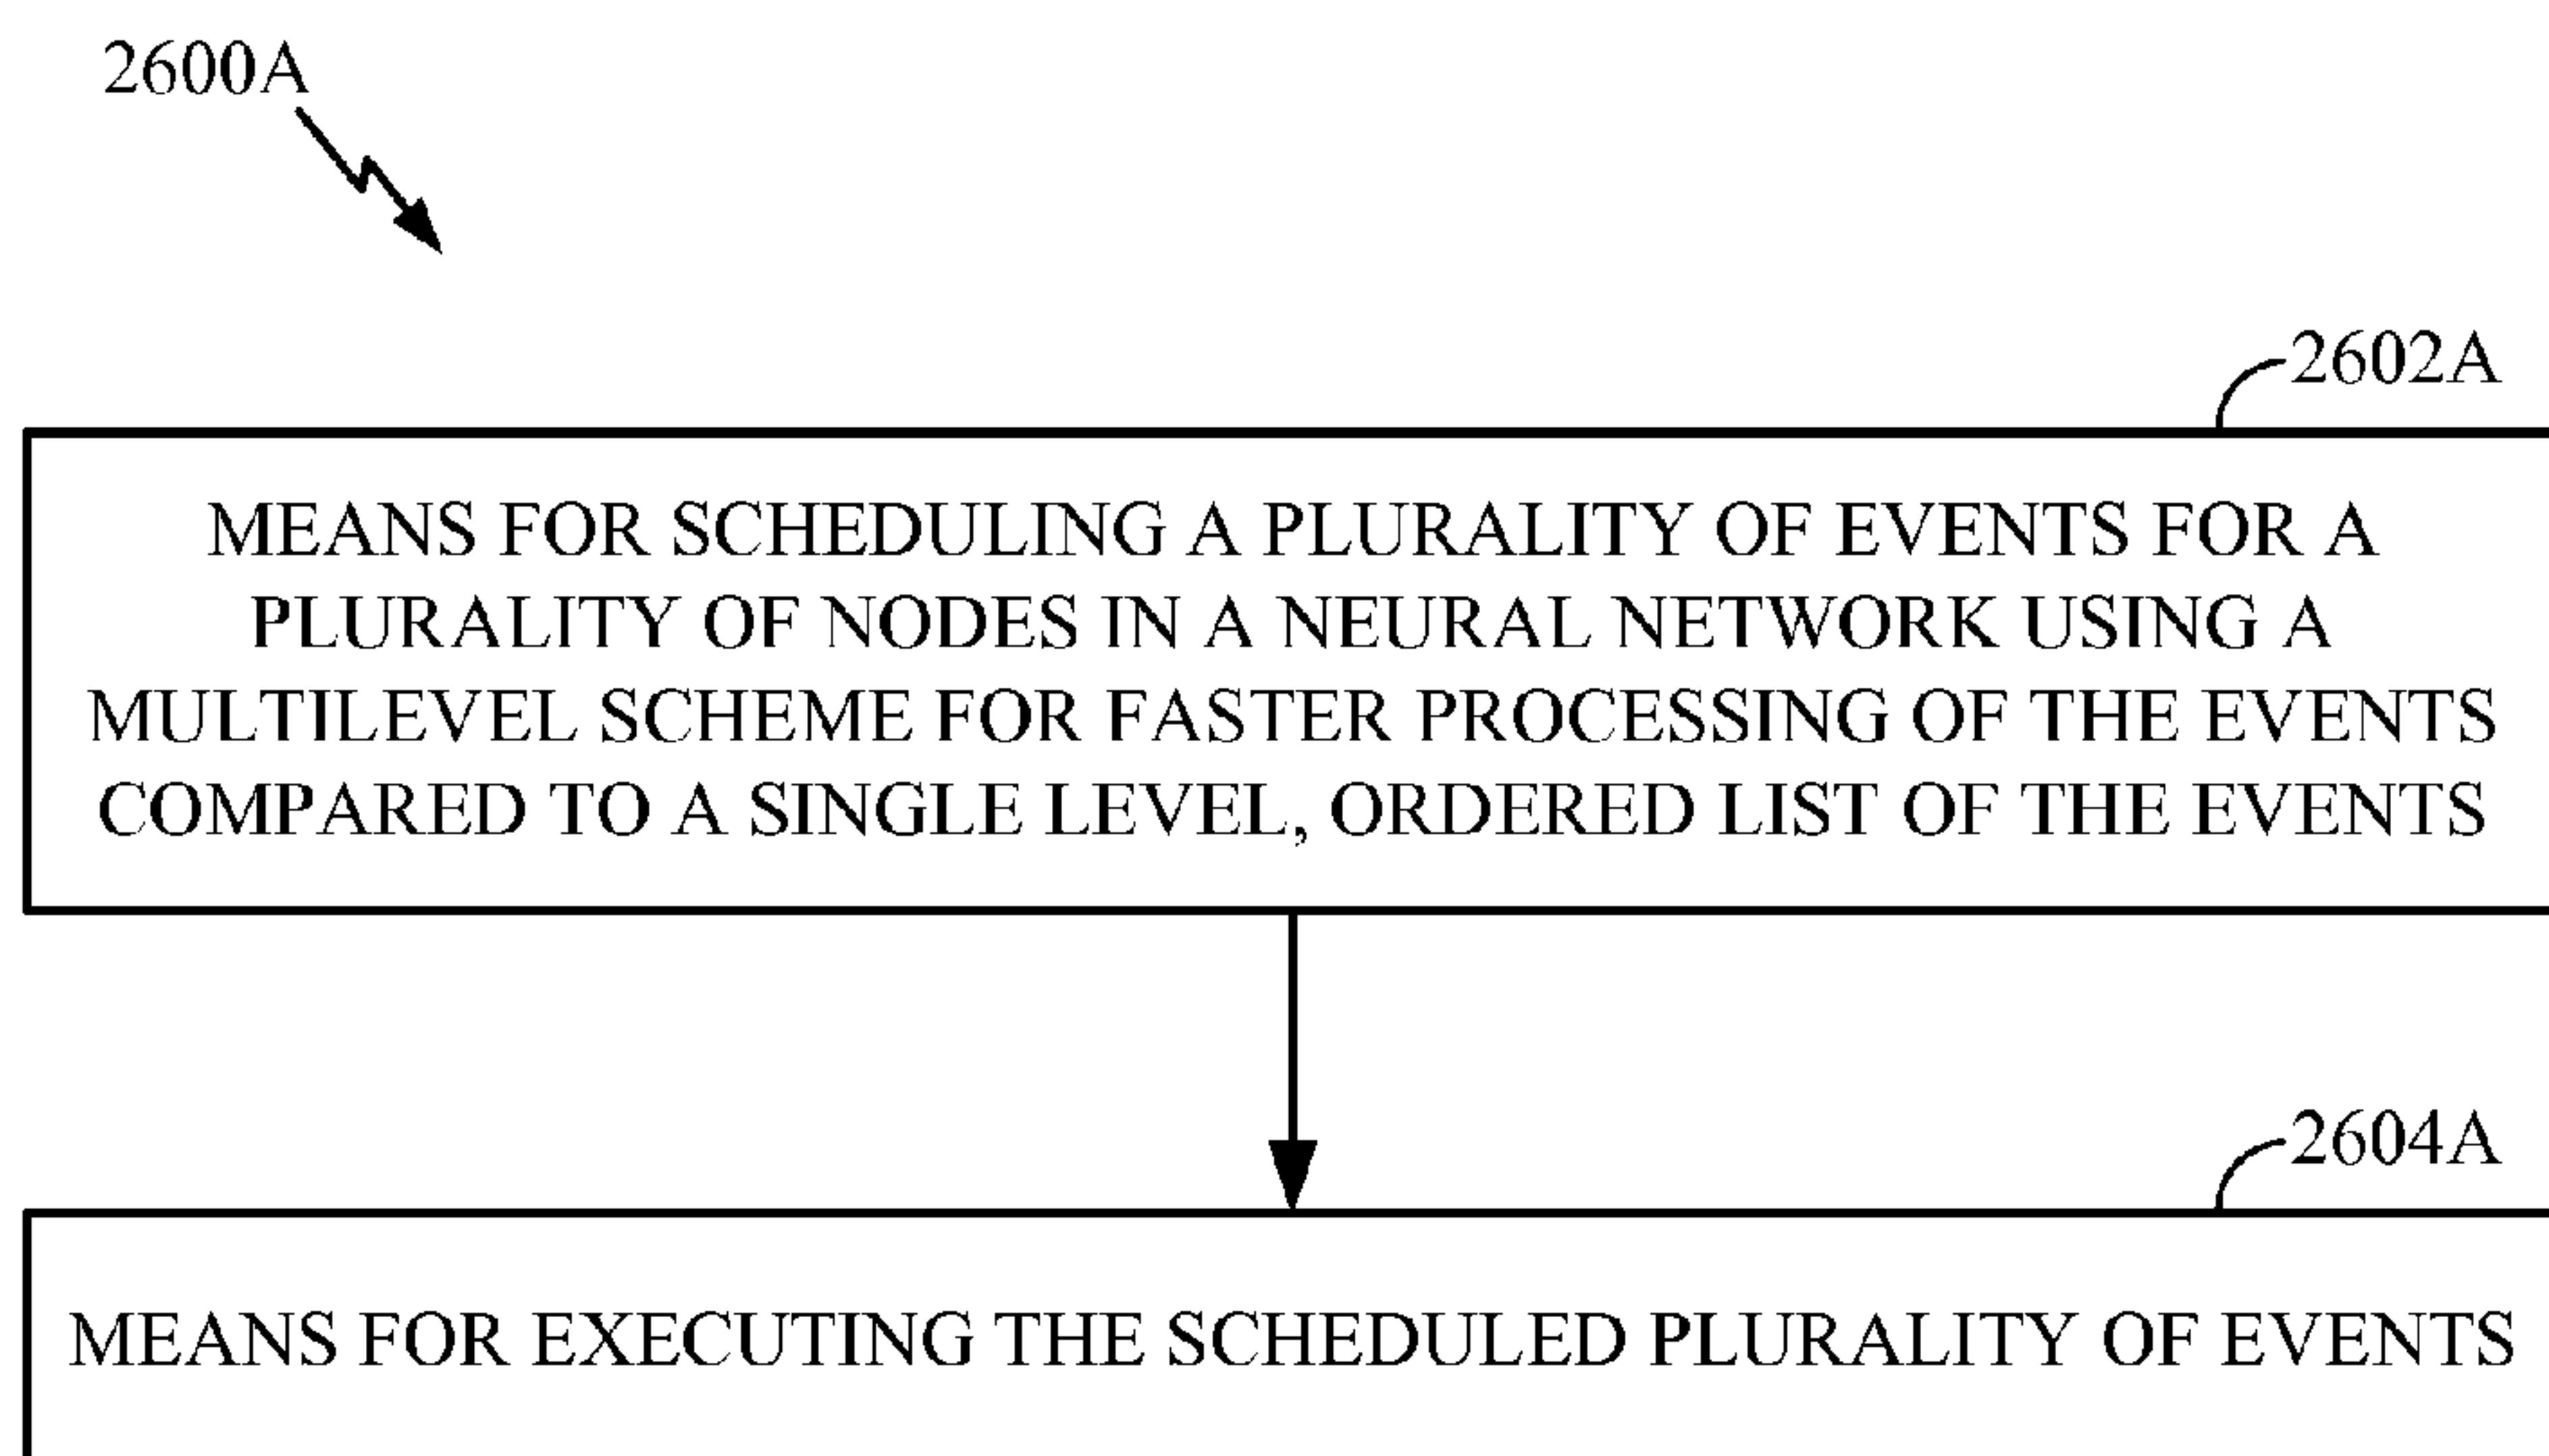 2600A
2602A
MEANS FOR SCHEDULING A PLURALITY OF EVENTS FOR A
PLURALITY OF NODES IN A NEURAL NETWORK USING A
MULTILEVEL SCHEME FOR FASTER PROCESSING OF THE EVENTS
COMPARED TO A SINGLE LEVEL, ORDERED LIST OF THE EVENTS
2604A
MEANS FOR EXECUTING THE SCHEDULED PLURALITY OF EVENTS